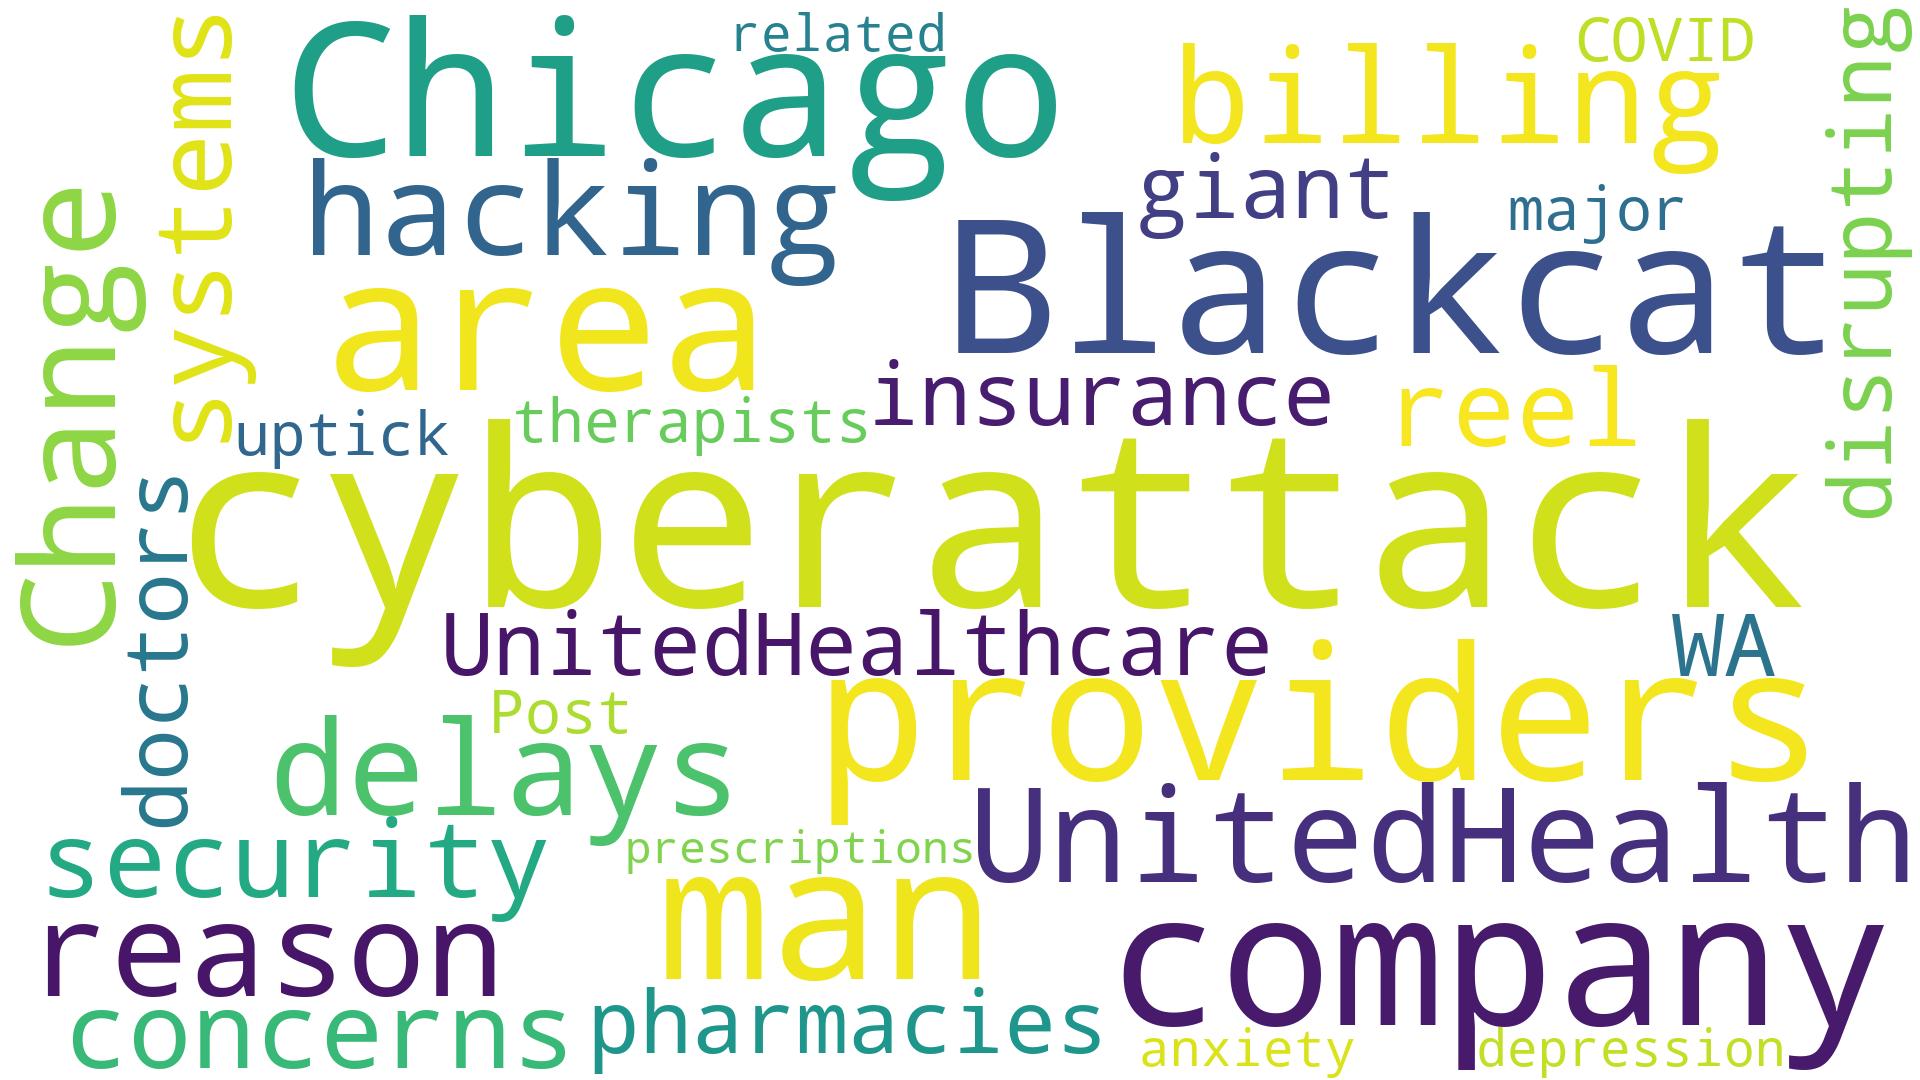 related
COVID
Chicago
billing
systems
disrupting
hacking
giant
major
Change
Blackcat
area
insurance
reel
uptick
therapists
cyberattack
doctors
UnitedHealthcare
WA
Post
providers
delays
security
prescriptions
UnitedHealth
man
reason
company
concerns
pharmacies
anxiety
depression